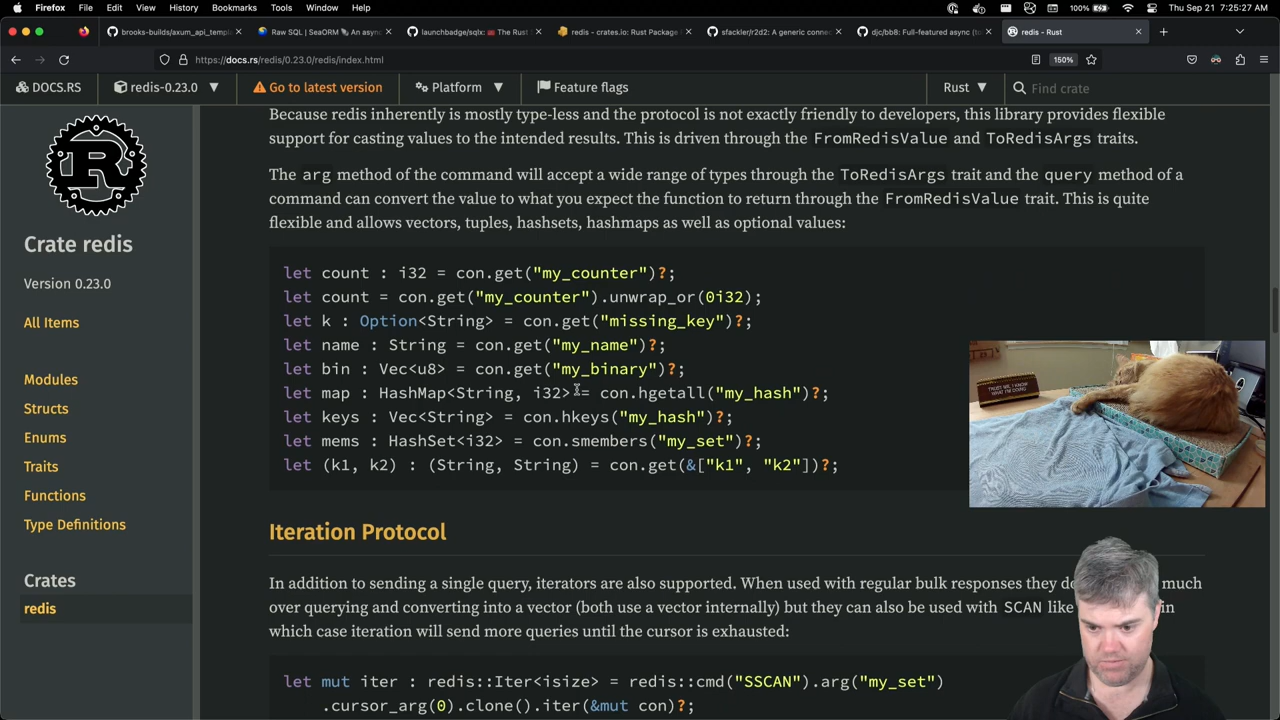 Firefox File Edit View History Bookmarks Tools Window Help 100% Thu Sep 21 7:25:27
brooks-builds/axum_api_templ Raw SQL | SeaORM An asy launchbadge/sqlx: The Rust redis - crates.io: Rust Package sfackler/r2d2: A generic connec djc/bb8: Full-featured async ( redis - Rust
https://docs.rs/redis/0.23.0/redis/index.html 150%
DOCS.RS redis-0.23.0 Go to latest version Platform Feature flags Rust Find crate
Crate redis
Version 0.23.0
All Items
Modules
Structs
Enums
Traits
Functions
Type Definitions
Crates
redis
Because redis inherently is mostly type-less and the protocol is not exactly friendly to developers, this library provides flexible
support for casting values to the intended results. This is driven through the FromRedisValue and ToRedisArgs traits.
The arg method of the command will accept a wide range of types through the ToRedisArgs trait and the query method of a
command can convert the value to what you expect the function to return through the FromRedisValue trait. This is quite
flexible and allows vectors, tuples, hashsets, hashmaps as well as optional values:
let count : i32 = con.get("my_counter")?;
let count = con.get("my_counter").unwrap_or(0i32);
let k : Option<String> = con.get("missing_key")?;
let name : String = con.get("my_name")?;
let bin : Vec<u8> = con.get("my_binary")?;
let map : HashMap<String, i32> = con.hgetall("my_hash")?;
let keys : Vec<String> = con.hkeys("my_hash")?;
let mems : HashSet<i32> = con.smembers("my_set")?;
let (k1, k2) : (String, String) = con.get(&["k1", "k2"])?;
TRUST ME, I KNOW
WHAT I'M DOING
Iteration Protocol
In addition to sending a single query, iterators are also supported. When used with regular bulk responses they do much
over querying and converting into a vector (both use a vector internally) but they can also be used with SCAN like in
which case iteration will send more queries until the cursor is exhausted:
let mut iter : redis::Iter<isize> = redis::cmd("SSCAN").arg("my_set")
.cursor_arg(0).clone().iter(&mut con)?;